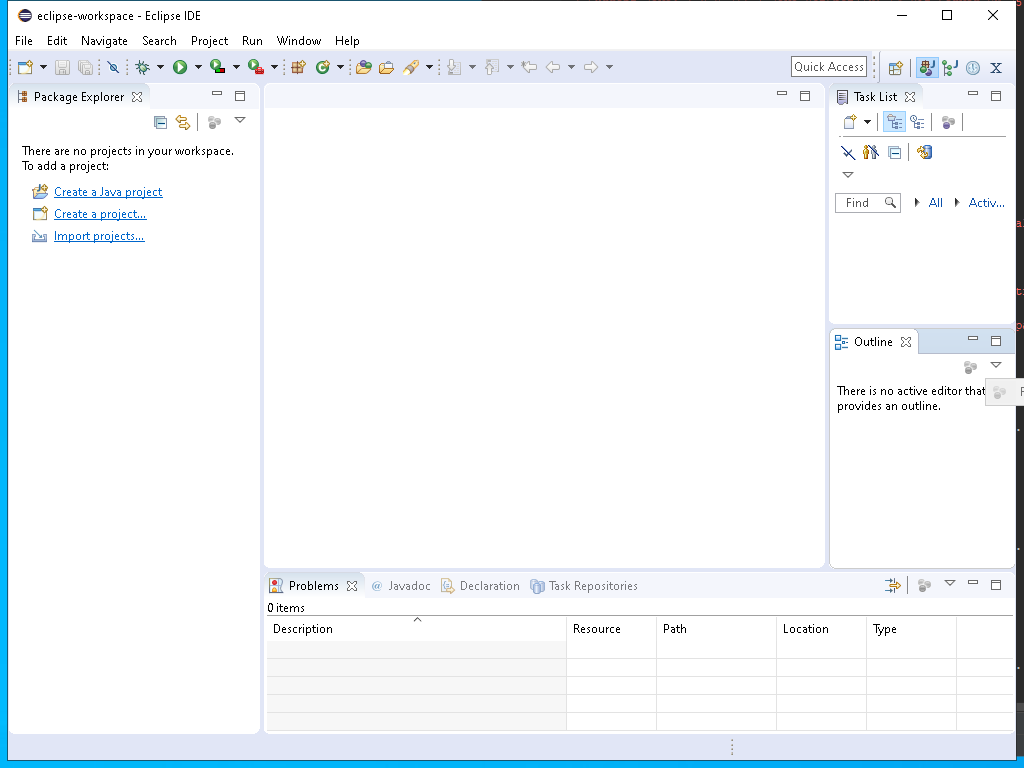 eclipse-workspace - Eclipse IDE
File Edit Navigate Search Project Run Window Help
Quick Access
Package Explorer
There are no projects in your workspace.
To add a project:
Create a Java project
Create a project...
Import projects...
Task List
Find All Activ...
Outline
There is no active editor that
provides an outline.
Problems @ Javadoc Declaration Task Repositories
0 items
Description Resource Path Location Type